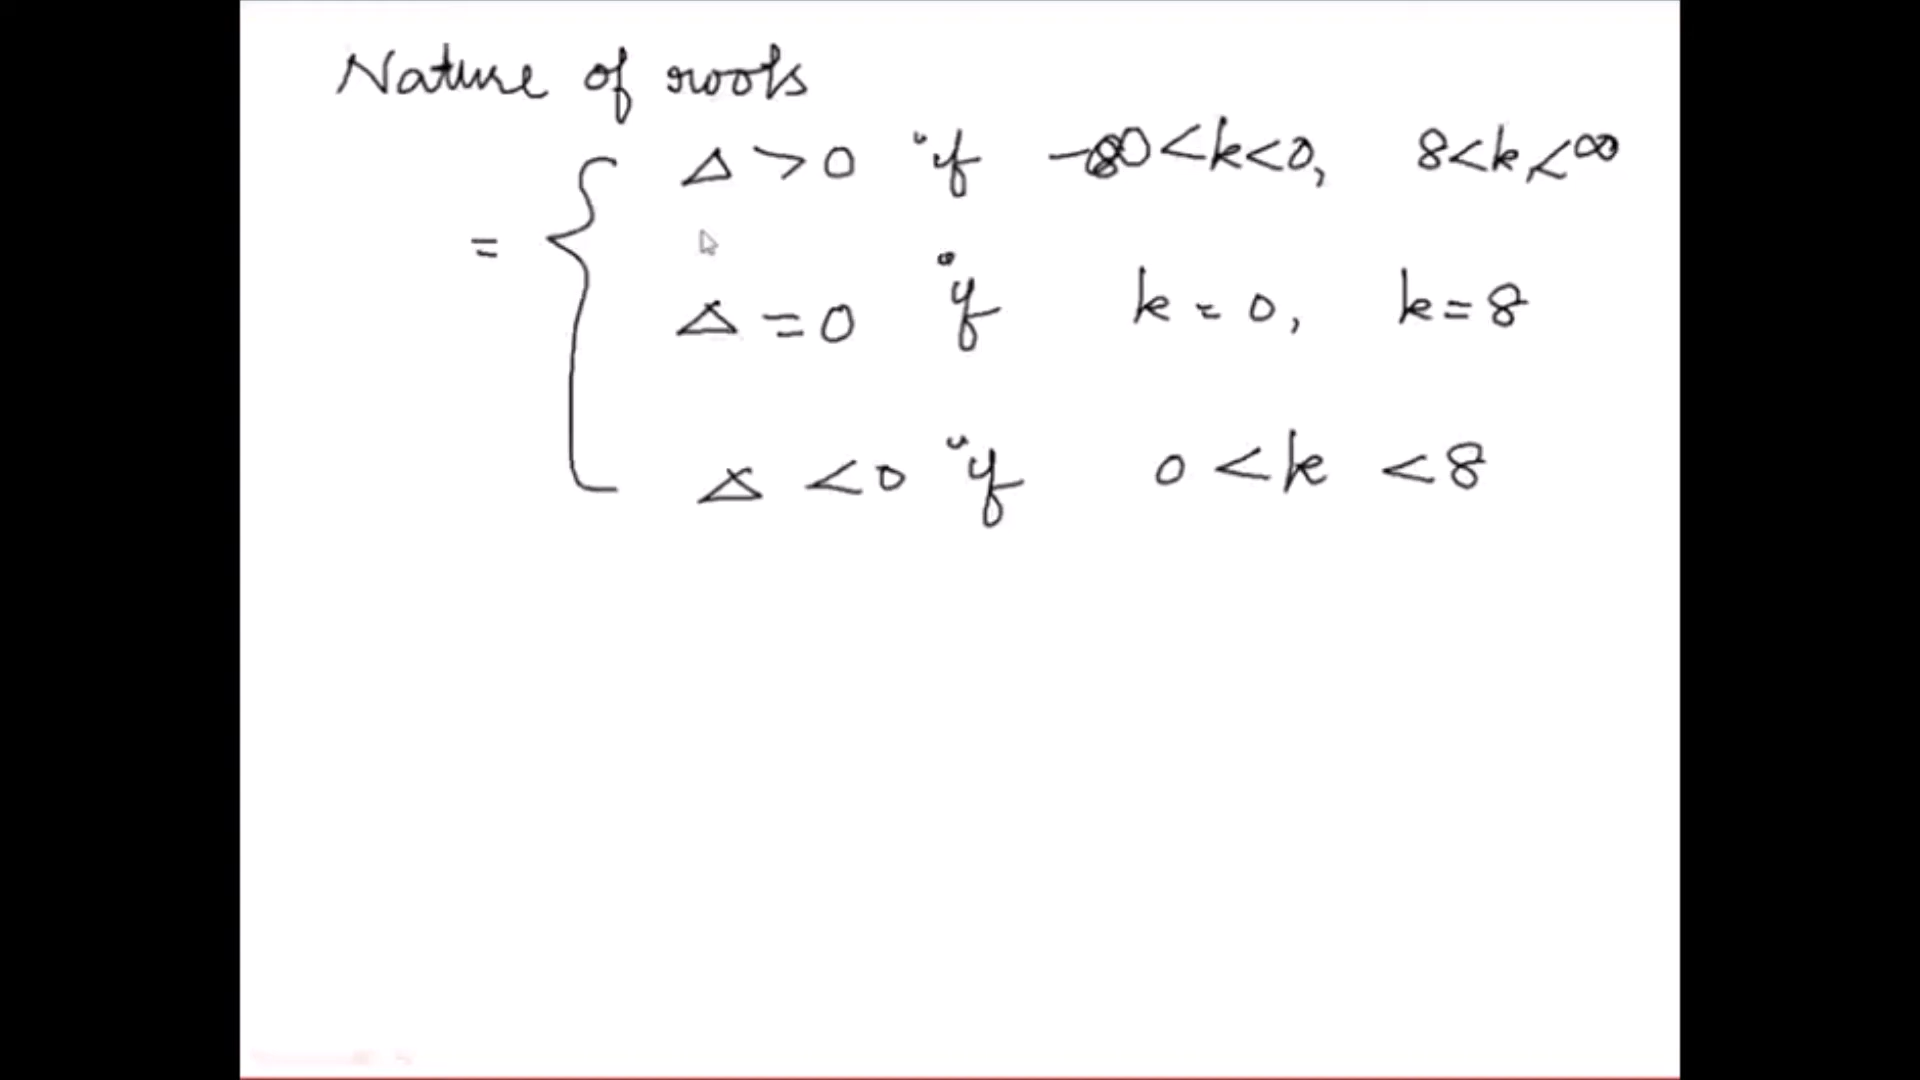 Nature of roots
Δ > 0 if -∞ < k < 0, 8 < k < ∞
=
Δ = 0 if k = 0, k = 8
Δ < 0 if 0 < k < 8